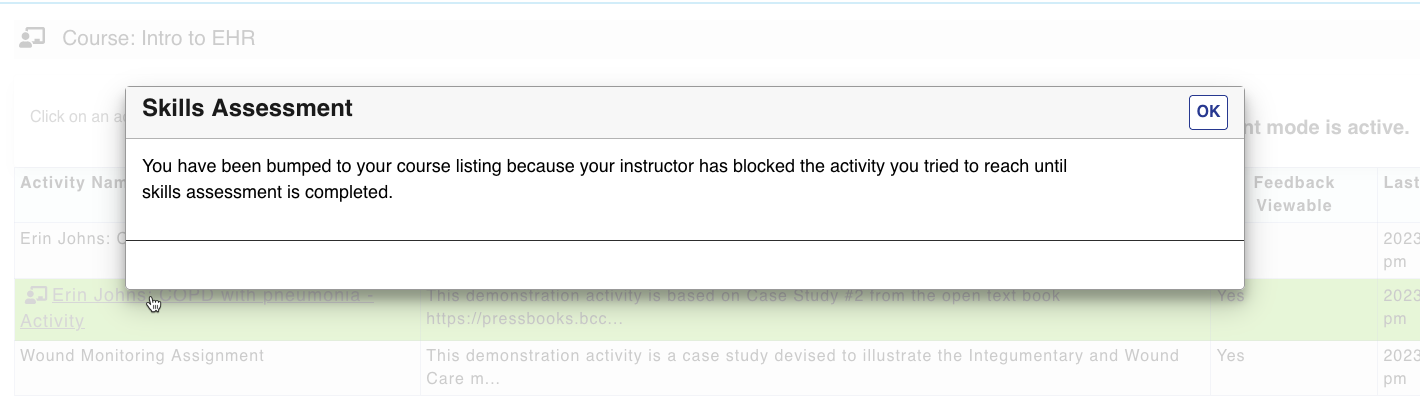 Course: Intro to EHR
Skills Assessment
OK
Click on an
nt mode is active.
You have been bumped to your course listing because your instructor has blocked the activity you tried to reach until
skills assessment is completed.
Activity Nam
Feedback
Viewable
Last
Erin Johns: C
2023
pm
Erin Johns: COPD with pneumonia -
Activity
This demonstration activity is based on Case Study #2 from the open text book
https://pressbooks.bcc...
Yes
2023
pm
Wound Monitoring Assignment
This demonstration activity is a case study devised to illustrate the Integumentary and Wound
Care m...
Yes
2023
pm